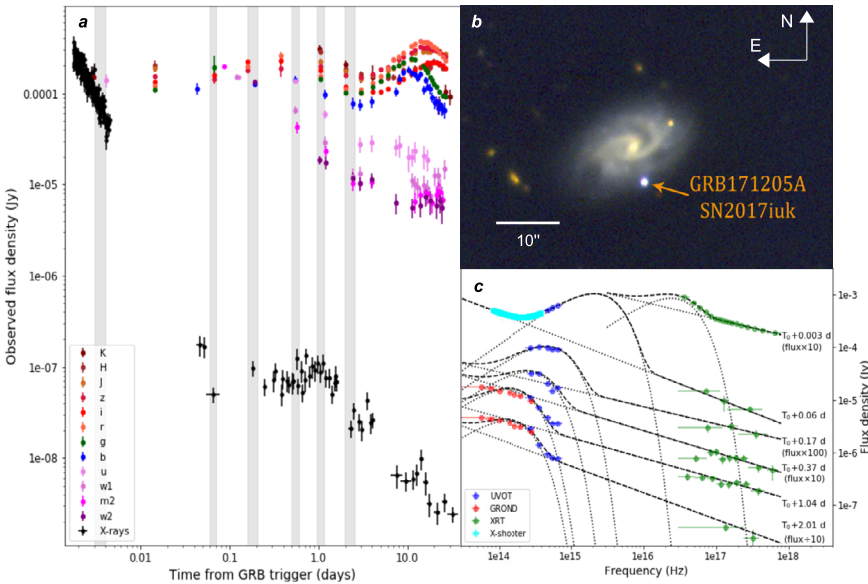 a
Observed flux density (Jy)
0.0001
1e-05
1e-06
1e-07
1e-08
K
H
J
z
i
r
g
b
u
w1
m2
w2
X-rays
0.01
0.1
1.0
10.0
Time from GRB trigger (days)
b
N
E
GRB171205A
SN2017iuk
10"
c
1e-3
1e-4
1e-5
1e-6
1e-7
Flux density (Jy)
T0+0.003 d
(flux×10)
T0+0.06 d
T0+0.17 d
(flux×100)
T0+0.37 d
(flux×10)
T0+1.04 d
T0+2.01 d
(flux÷10)
UVOT
GROND
XRT
X-shooter
1e14
1e15
1e16
1e17
1e18
Frequency (Hz)